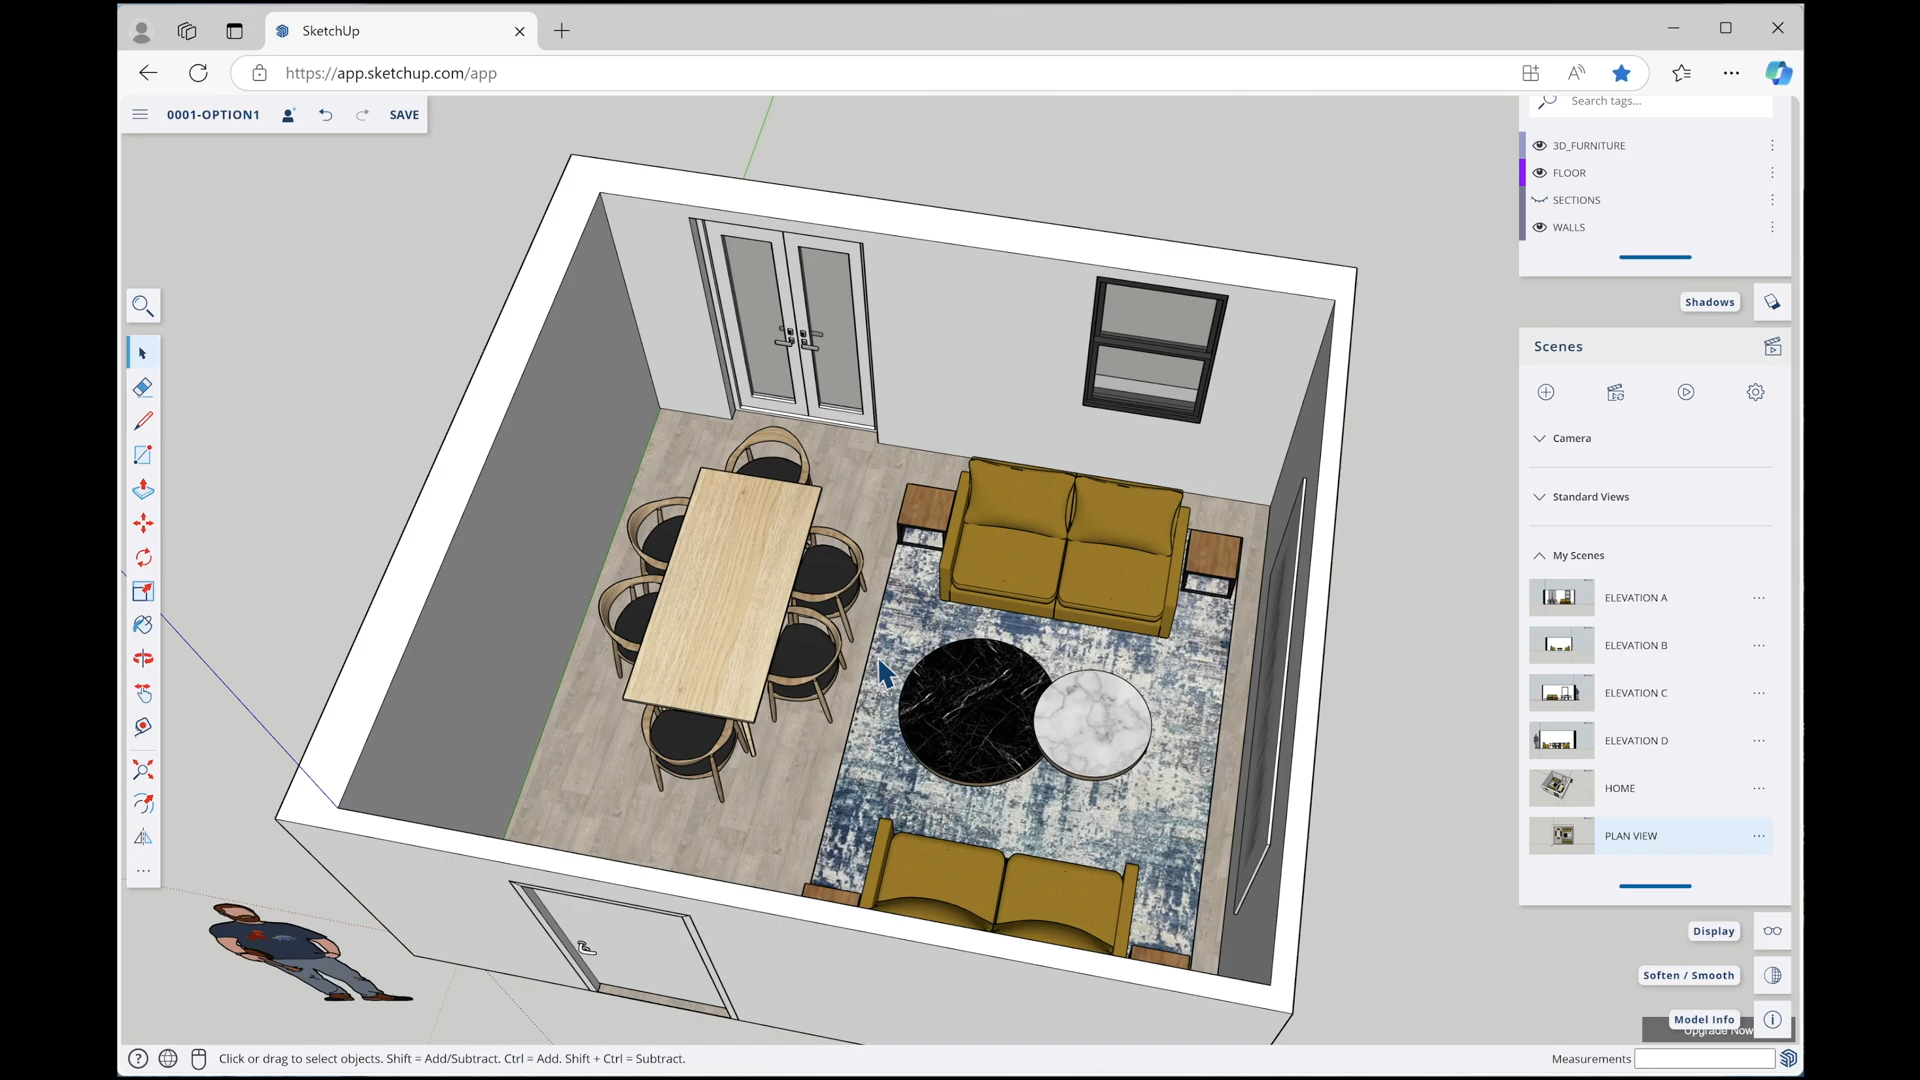 SketchUp
https://app.sketchup.com/app
0001-OPTION1
SAVE
Search tags...
3D_FURNITURE
FLOOR
SECTIONS
WALLS
Shadows
Scenes
Camera
Standard Views
My Scenes
ELEVATION A
ELEVATION B
ELEVATION C
ELEVATION D
HOME
PLAN VIEW
Display
Soften / Smooth
Model Info
Upgrade Now
Click or drag to select objects. Shift = Add/Subtract. Ctrl = Add. Shift + Ctrl = Subtract.
Measurements